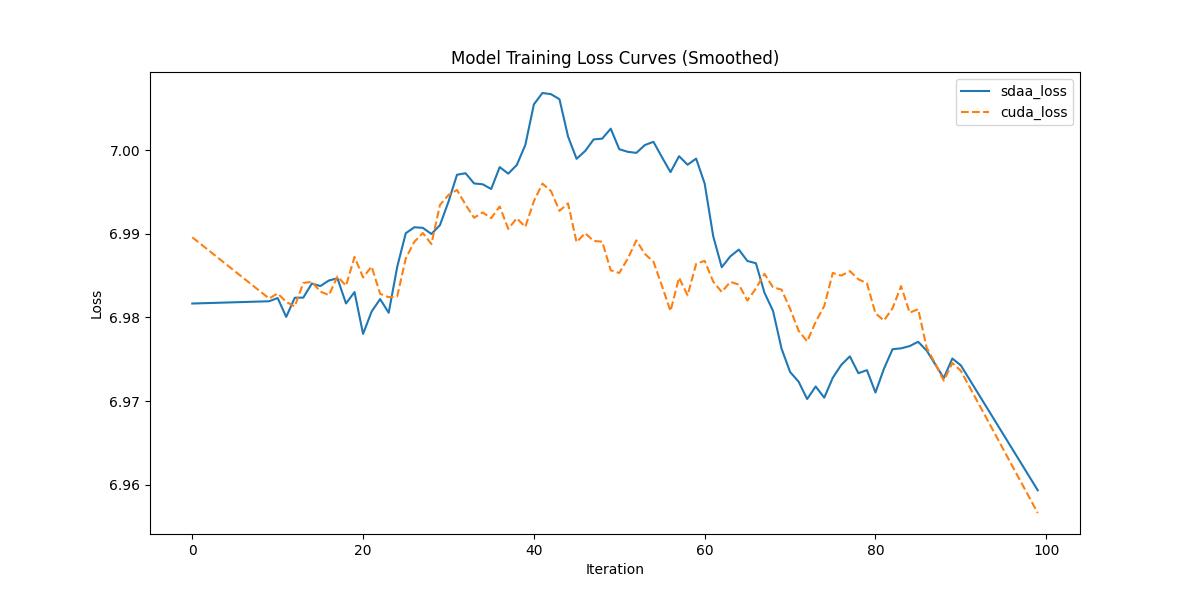 Model Training Loss Curves (Smoothed)
sdaa_loss
cuda_loss
Loss
7.00
6.99
6.98
6.97
6.96
0 20 40 60 80 100
Iteration